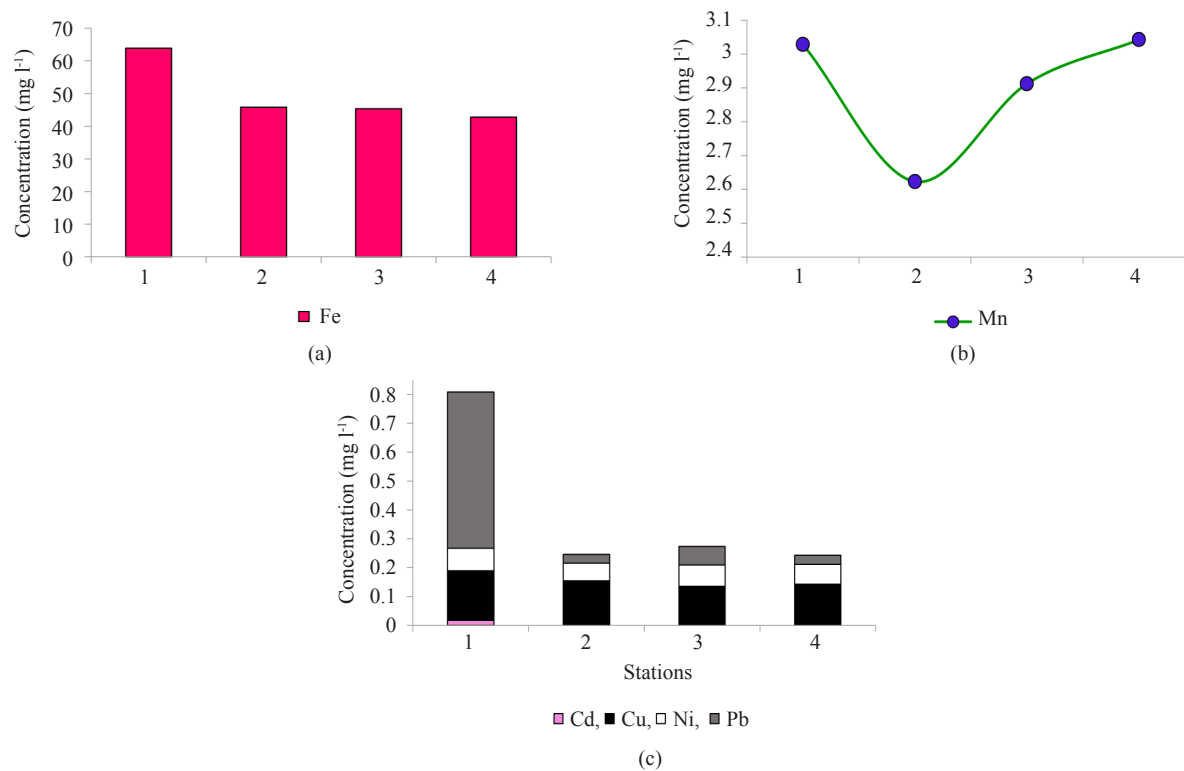 Concentration (mg l⁻¹)
70
60
50
40
30
20
10
0
1 2 3 4
Fe
(a)
Concentration (mg l⁻¹)
3.1
3
2.9
2.8
2.7
2.6
2.5
2.4
1 2 3 4
Mn
(b)
Concentration (mg l⁻¹)
0.8
0.7
0.6
0.5
0.4
0.3
0.2
0.1
0
1 2 3 4
Stations
Cd, Cu, Ni, Pb
(c)